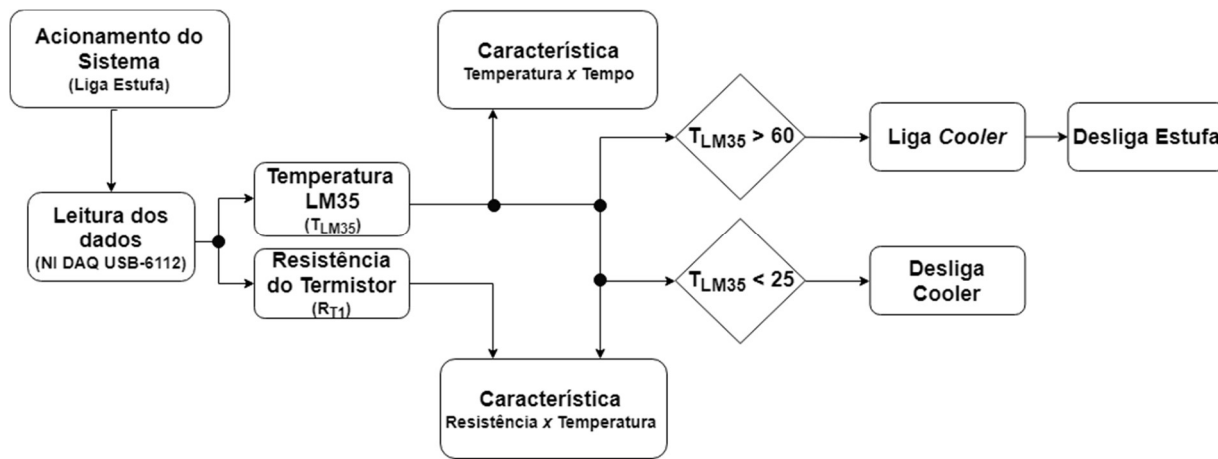 Acionamento do
Sistema
(Liga Estufa)
Leitura dos
dados
(NI DAQ USB-6112)
Temperatura
LM35
(TLM35)
Resistência
do Termistor
(RT1)
Característica
Temperatura x Tempo
Característica
Resistência x Temperatura
TLM35 > 60
Liga Cooler
Desliga Estufa
TLM35 < 25
Desliga
Cooler